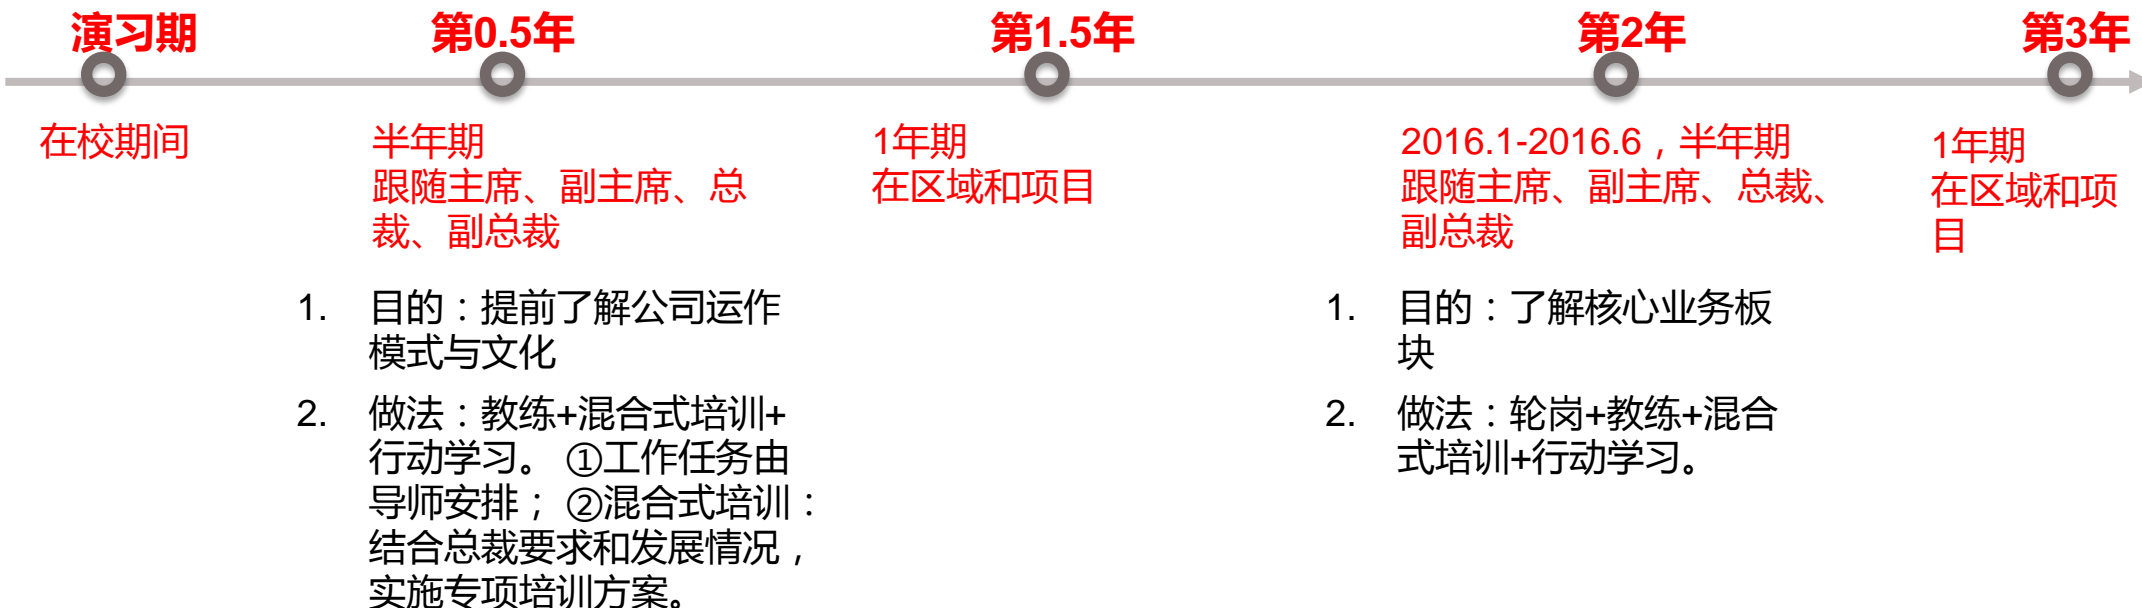 演习期
第0.5年
第1.5年
第2年
第3年
在校期间
半年期
跟随主席、副主席、总
裁、副总裁
1年期
在区域和项目
2016.1-2016.6，半年期
跟随主席、副主席、总裁、
副总裁
1年期
在区域和项
目
1. 目的：提前了解公司运作
模式与文化
2. 做法：教练+混合式培训+
行动学习。 ①工作任务由
导师安排； ②混合式培训：
结合总裁要求和发展情况，
实施专项培训方案。
1. 目的：了解核心业务板
块
2. 做法：轮岗+教练+混合
式培训+行动学习。